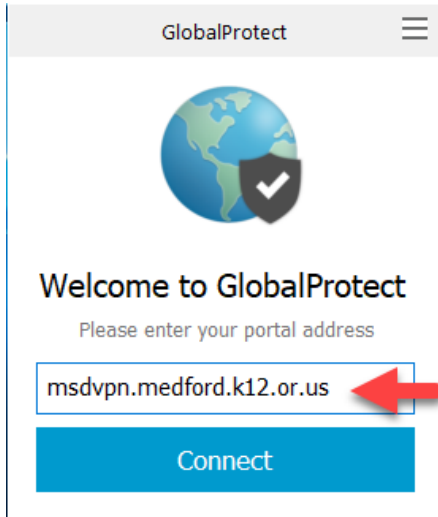 GlobalProtect
Welcome to GlobalProtect
Please enter your portal address
msdvpn.medford.k12.or.us
Connect